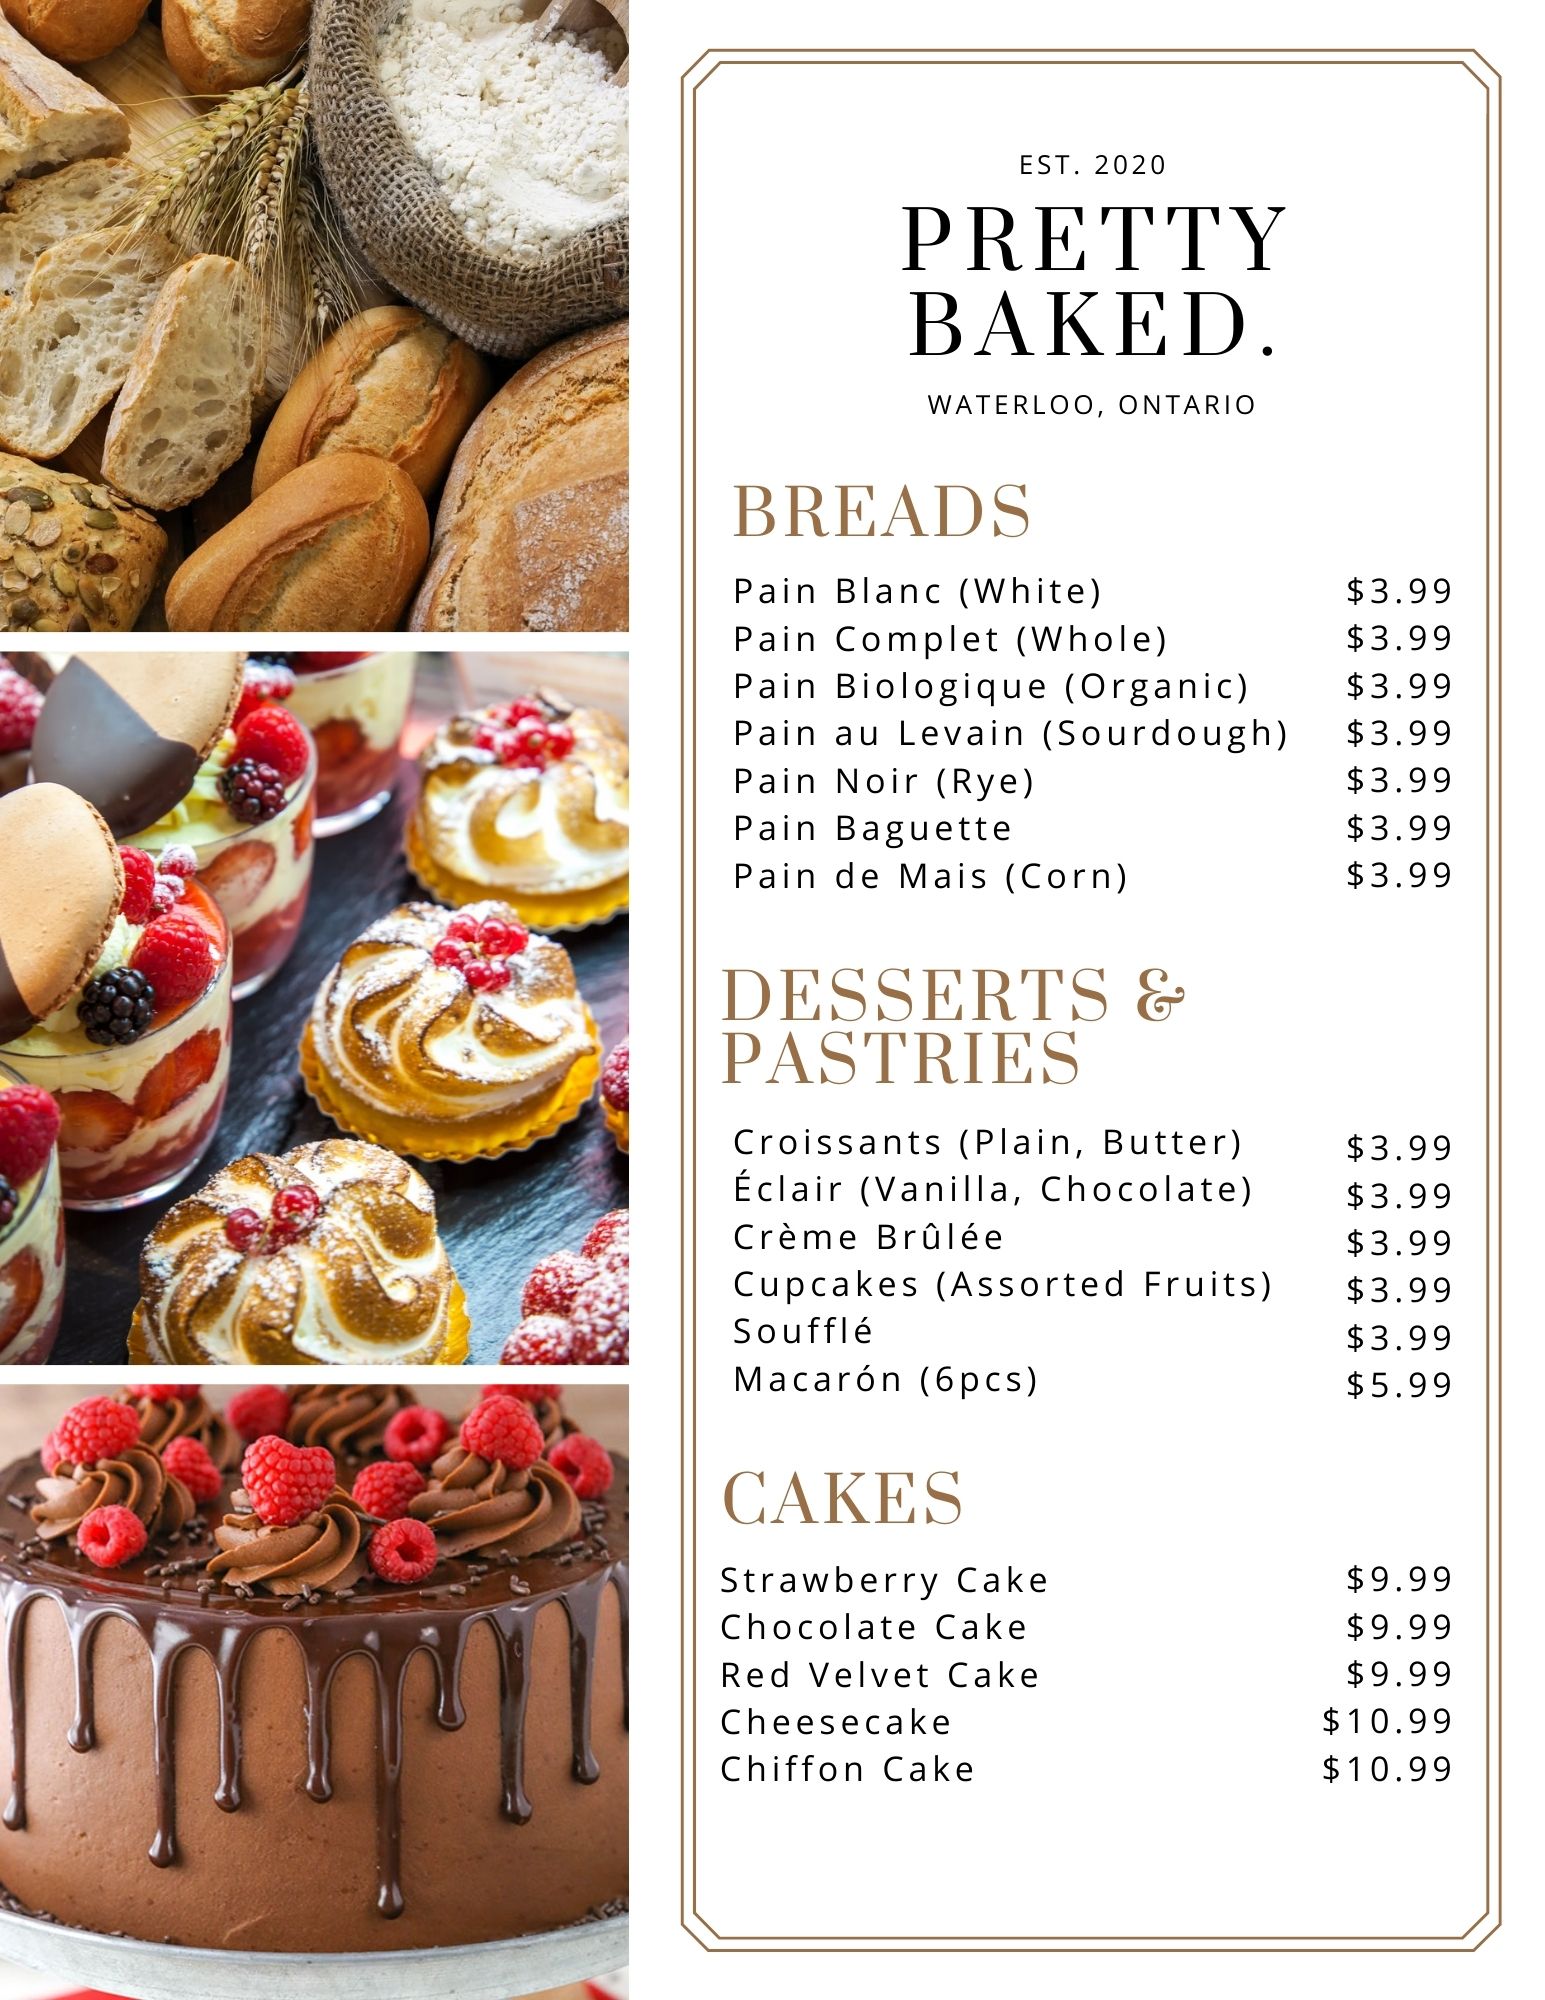 EST. 2020
PRETTY
BAKED.
WATERLOO, ONTARIO
BREADS
Pain Blanc (White) $3.99
Pain Complet (Whole) $3.99
Pain Biologique (Organic) $3.99
Pain au Levain (Sourdough) $3.99
Pain Noir (Rye) $3.99
Pain Baguette $3.99
Pain de Mais (Corn) $3.99
DESSERTS &
PASTRIES
Croissants (Plain, Butter) $3.99
Éclair (Vanilla, Chocolate) $3.99
Crème Brûlée $3.99
Cupcakes (Assorted Fruits) $3.99
Soufflé $3.99
Macarón (6pcs) $5.99
CAKES
Strawberry Cake $9.99
Chocolate Cake $9.99
Red Velvet Cake $9.99
Cheesecake $10.99
Chiffon Cake $10.99